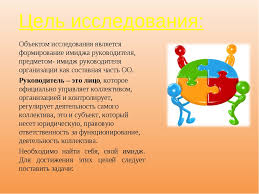 Цель исследования:
Объектом исследования является
формирование имиджа руководителя,
предметом- имидж руководителя
организации как составная часть ОО.
Руководитель – это лицо, которое
официально управляет коллективом,
организацией и контролирует,
регулирует деятельность самого
коллектива, это и субъект, который
несет юридическую, правовую
ответственность за функционирование,
деятельность коллектива.
Необходимо найти себя, свой имидж.
Для достижения этих целей следует
поставить задачи: